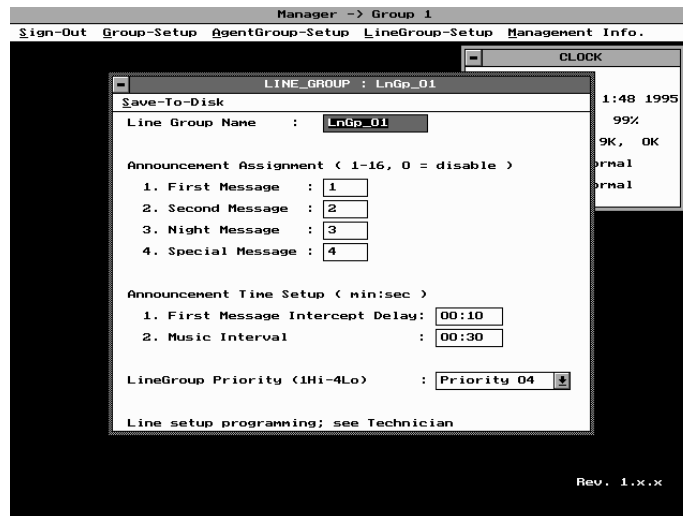 Manager -> Group 1
Sign-Out Group-Setup AgentGroup-Setup LineGroup-Setup Management Info.
CLOCK
1:48 1995
99%
9K, OK
ormal
ormal
LINE_GROUP : LnGp_01
Save-To-Disk
Line Group Name : LnGp_01
Announcement Assignment ( 1-16, 0 = disable )
1. First Message : 1
2. Second Message : 2
3. Night Message : 3
4. Special Message : 4
Announcement Time Setup ( min:sec )
1. First Message Intercept Delay: 00:10
2. Music Interval : 00:30
LineGroup Priority (1Hi-4Lo) : Priority 04
Line setup programming; see Technician
Rev. 1.x.x